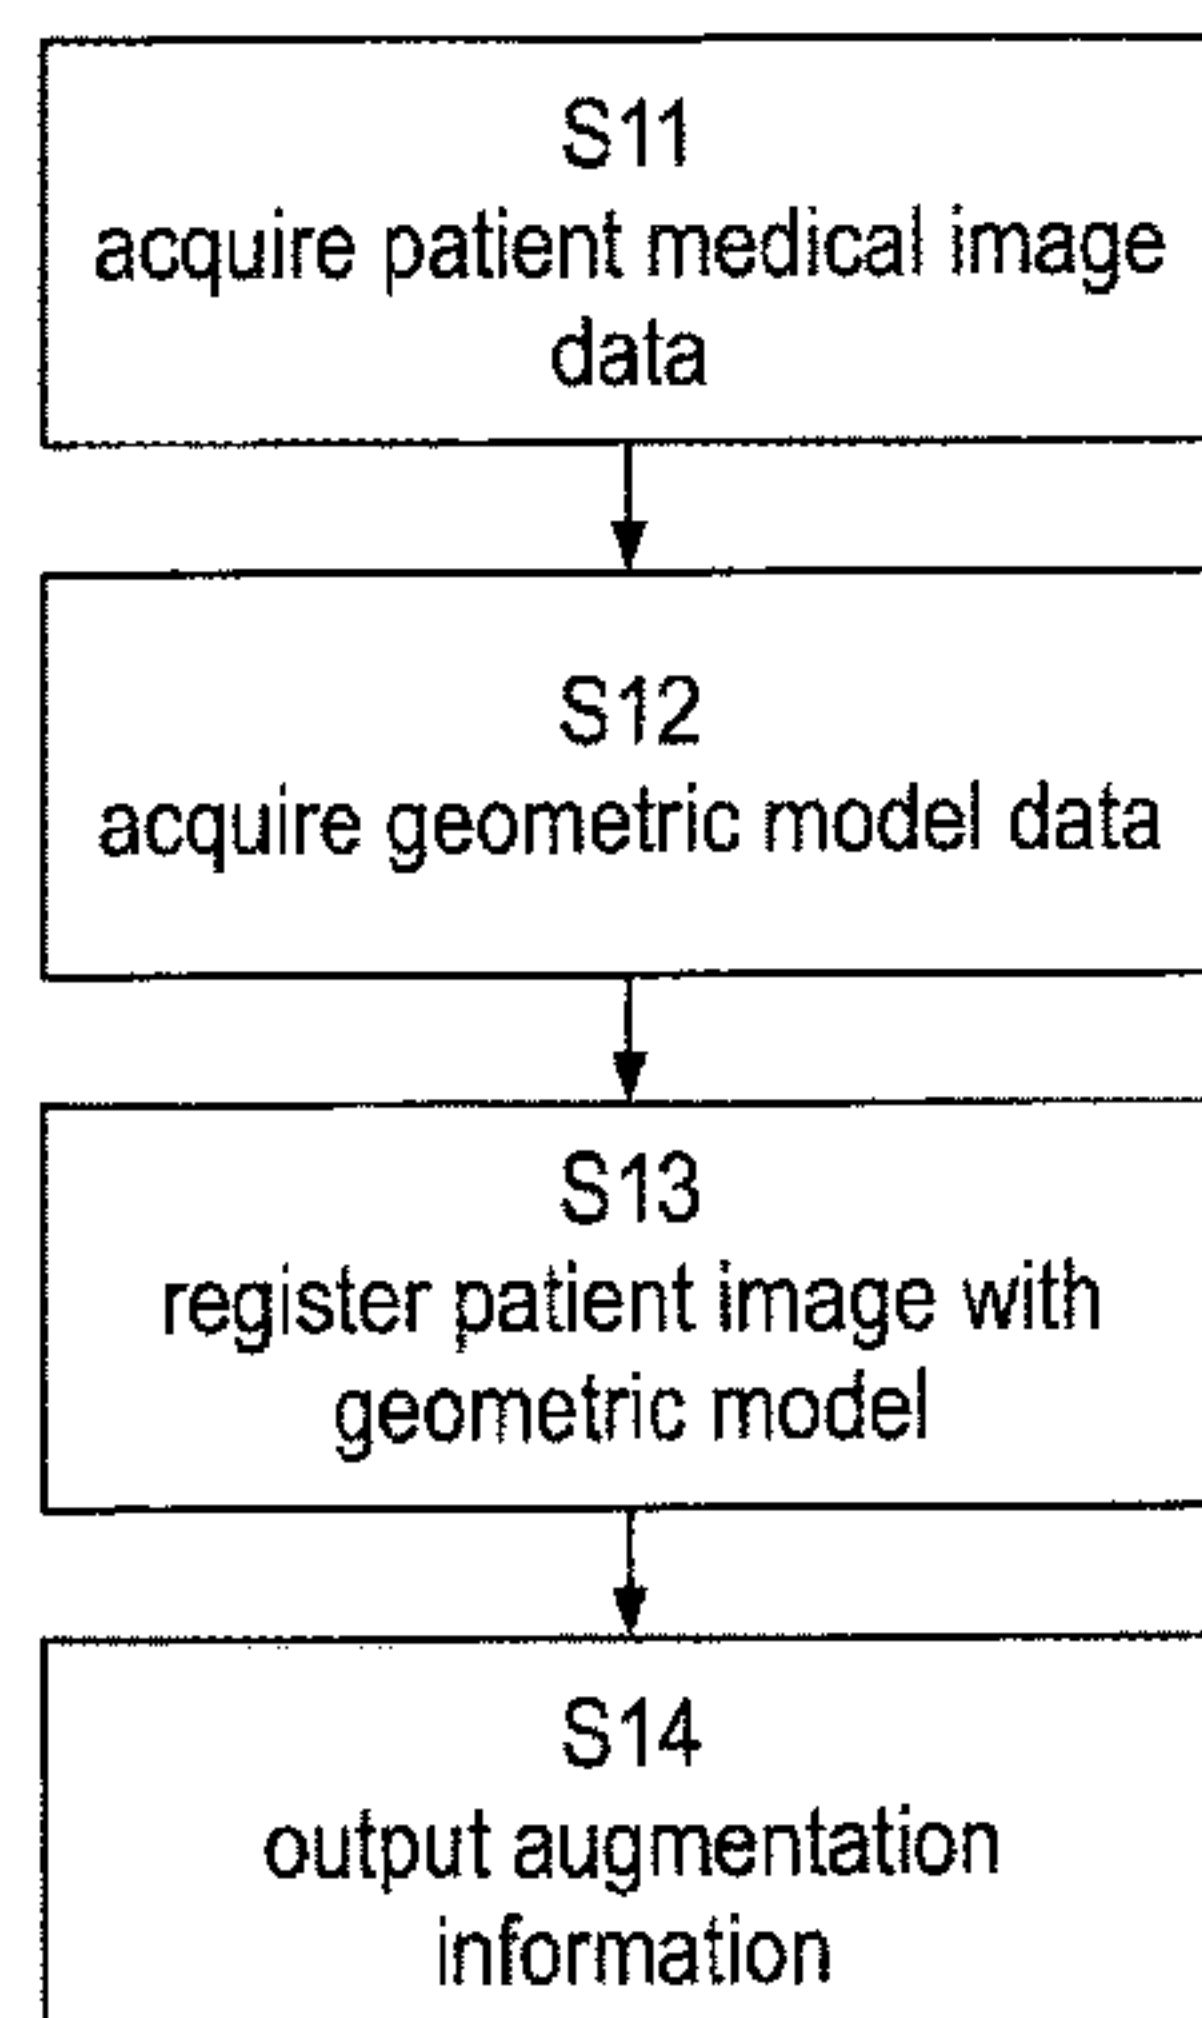 S11
acquire patient medical image
data
S12
acquire geometric model data
S13
register patient image with
geometric model
S14
output augmentation
information